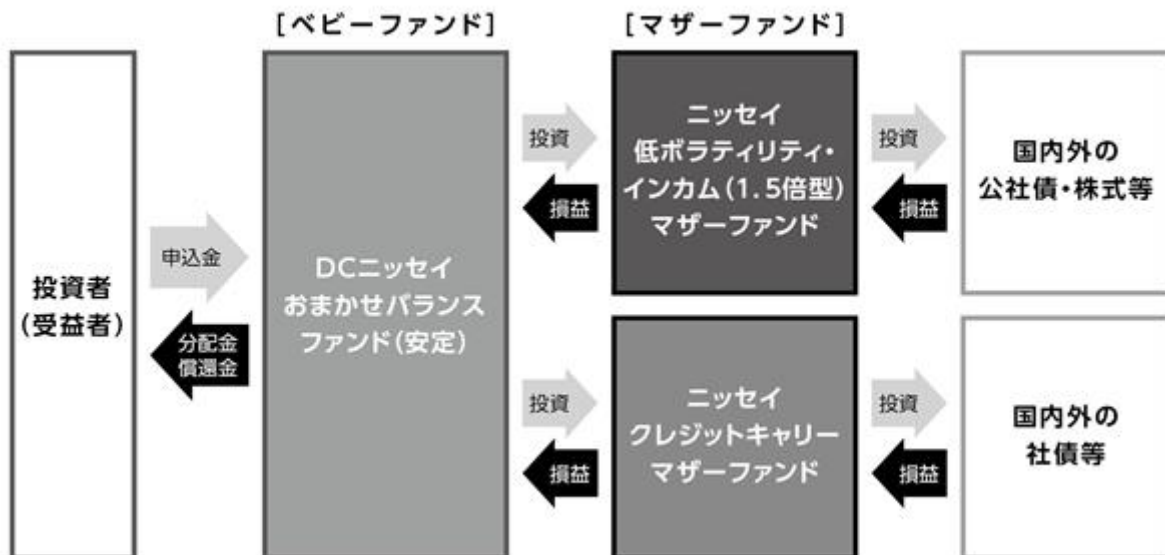 [ベビーファンド]
[マザーファンド]
投資者
(受益者)
申込金
分配金
償還金
DCニッセイ
おまかせバランス
ファンド(安定)
投資
損益
ニッセイ
低ボラティリティ・
インカム(1.5倍型)
マザーファンド
投資
損益
国内外の
公社債・株式等
投資
損益
ニッセイ
クレジットキャリー
マザーファンド
投資
損益
国内外の
社債等